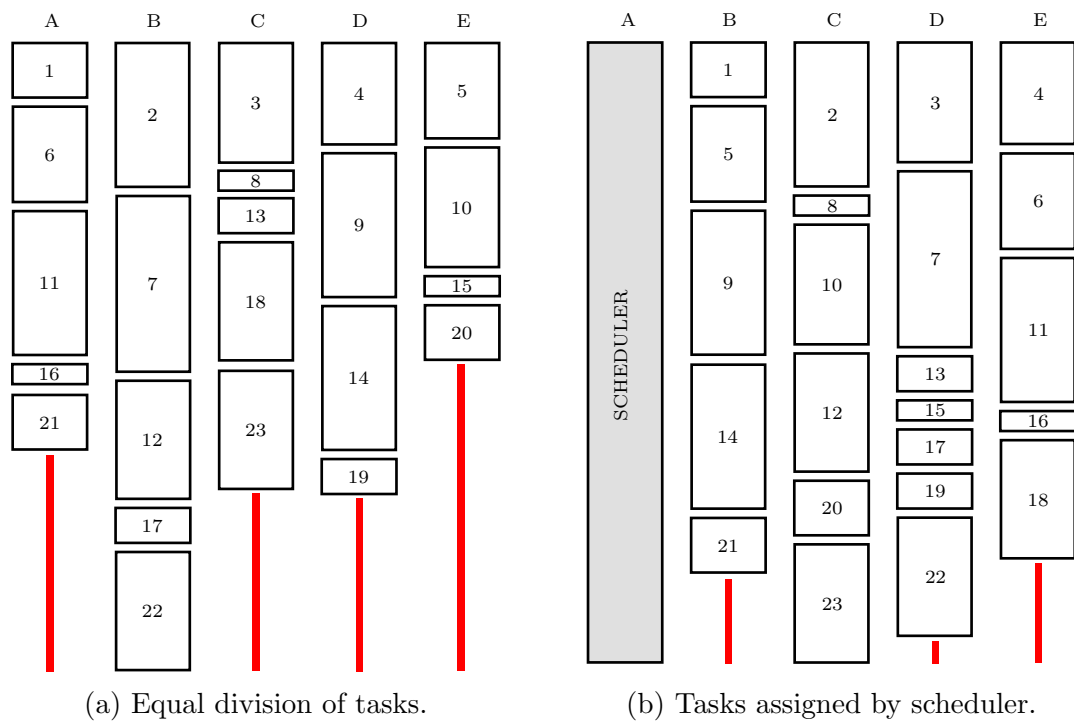 A B C D E
1 2 3 4 5
6 7 8 9 10
11 12 13 14 15
16 17 18 19 20
21 22 23
(a) Equal division of tasks.
A B C D E
SCHEDULER
1 2 3 4
5 8 7 6
9 10 13 11
14 12 15 16
21 20 17 18
23 19
22
(b) Tasks assigned by scheduler.